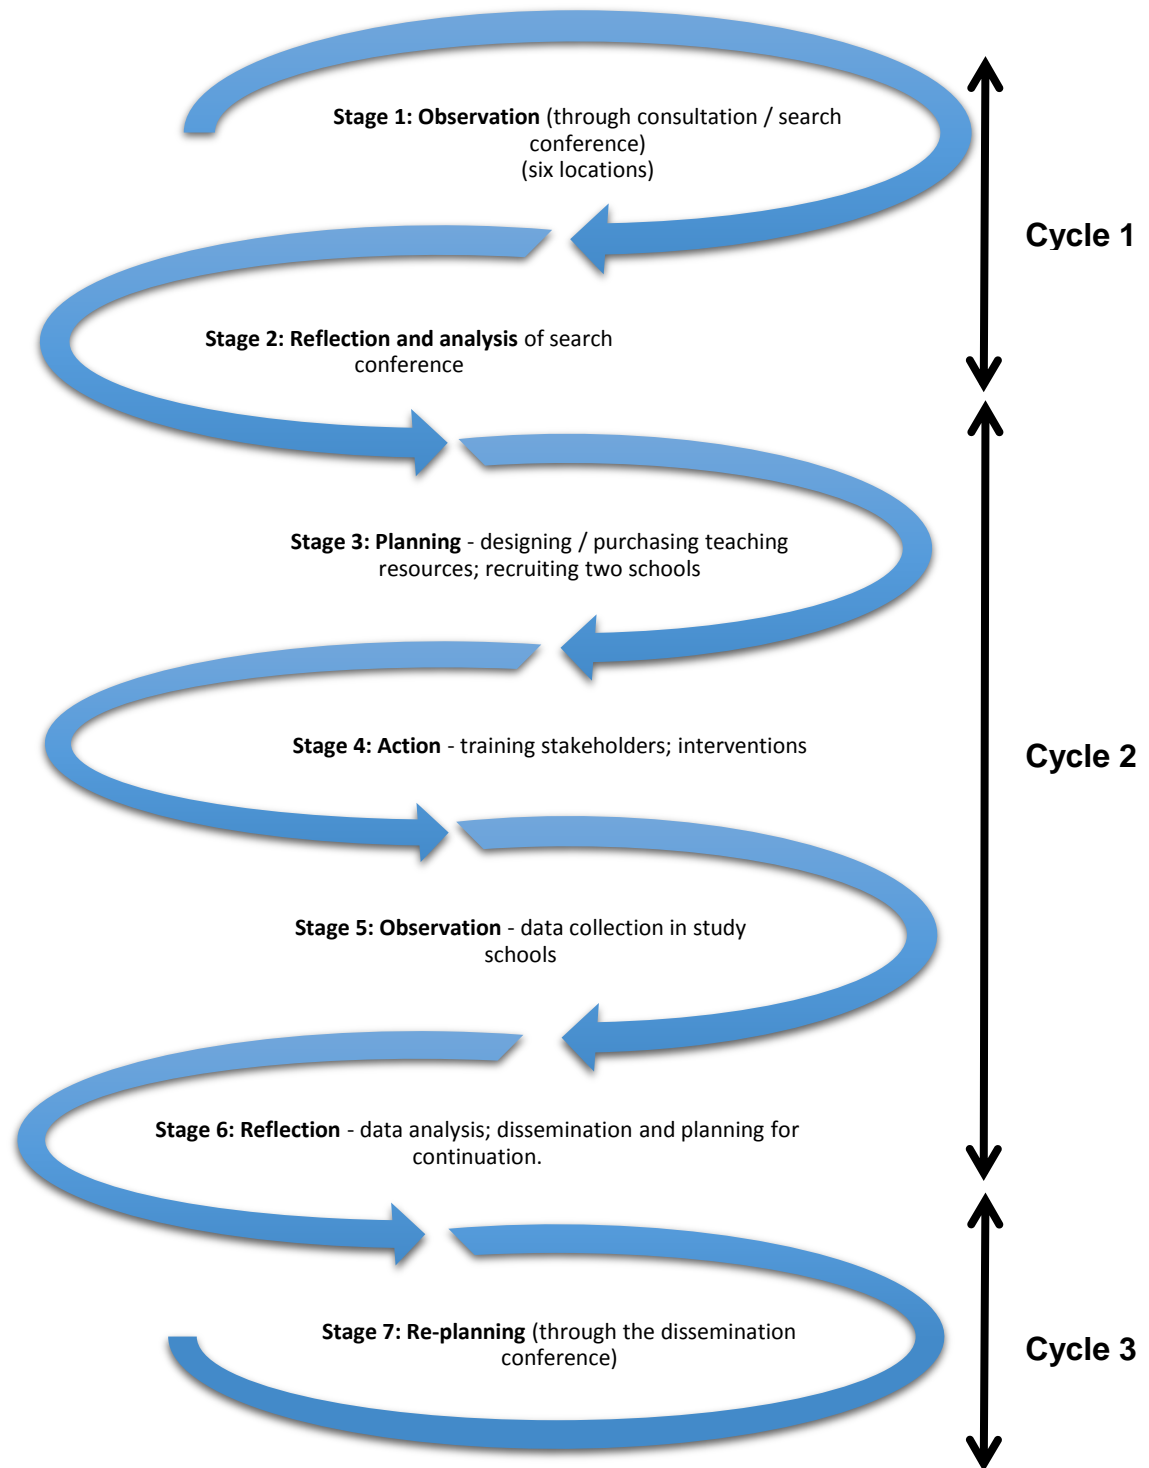 Stage 1: Observation (through consultation / search
conference)
(six locations)
Cycle 1
Stage 2: Reflection and analysis of search
conference
Stage 3: Planning - designing / purchasing teaching
resources; recruiting two schools
Stage 4: Action - training stakeholders; interventions
Cycle 2
Stage 5: Observation - data collection in study
schools
Stage 6: Reflection - data analysis; dissemination and planning for
continuation.
Stage 7: Re-planning (through the dissemination
conference)
Cycle 3